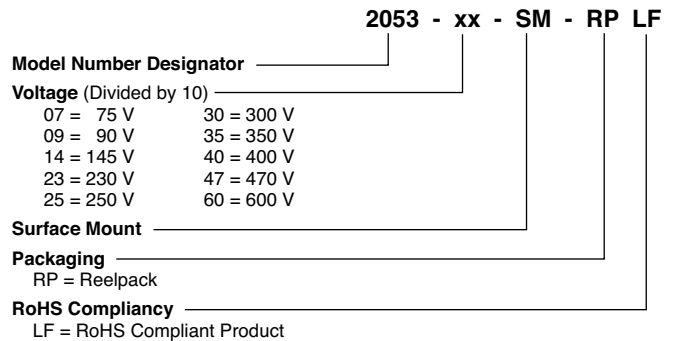 2053 - xx - SM - RP LF
Model Number Designator
Voltage (Divided by 10)
07 = 75 V 30 = 300 V
09 = 90 V 35 = 350 V
14 = 145 V 40 = 400 V
23 = 230 V 47 = 470 V
25 = 250 V 60 = 600 V
Surface Mount
Packaging
RP = Reelpack
RoHS Compliancy
LF = RoHS Compliant Product